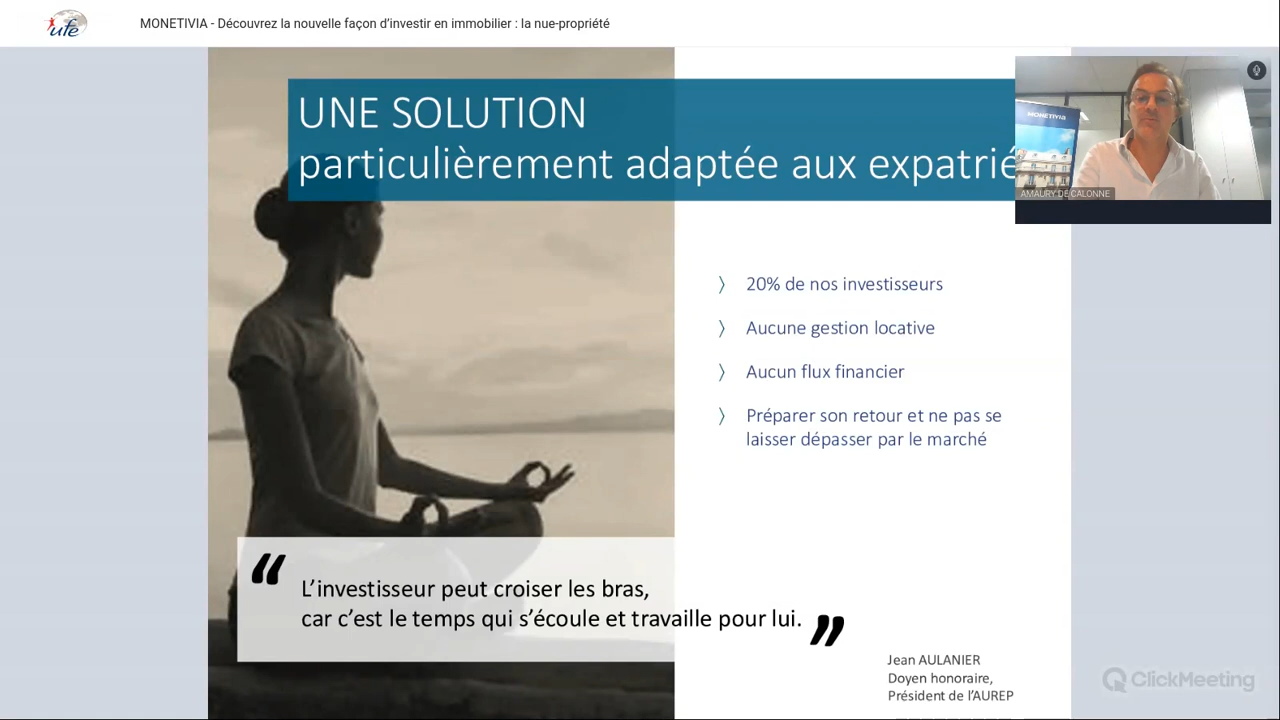 ufe
MONETIVIA - Découvrez la nouvelle façon d’investir en immobilier : la nue-propriété
UNE SOLUTION
particulièrement adaptée aux expatrié
MONETIVIA
AMAURY DE CALONNE
〉 20% de nos investisseurs
〉 Aucune gestion locative
〉 Aucun flux financier
〉 Préparer son retour et ne pas se
laisser dépasser par le marché
“ L’investisseur peut croiser les bras,
car c’est le temps qui s’écoule et travaille pour lui. ”
Jean AULANIER
Doyen honoraire,
Président de l’AUREP
ClickMeeting